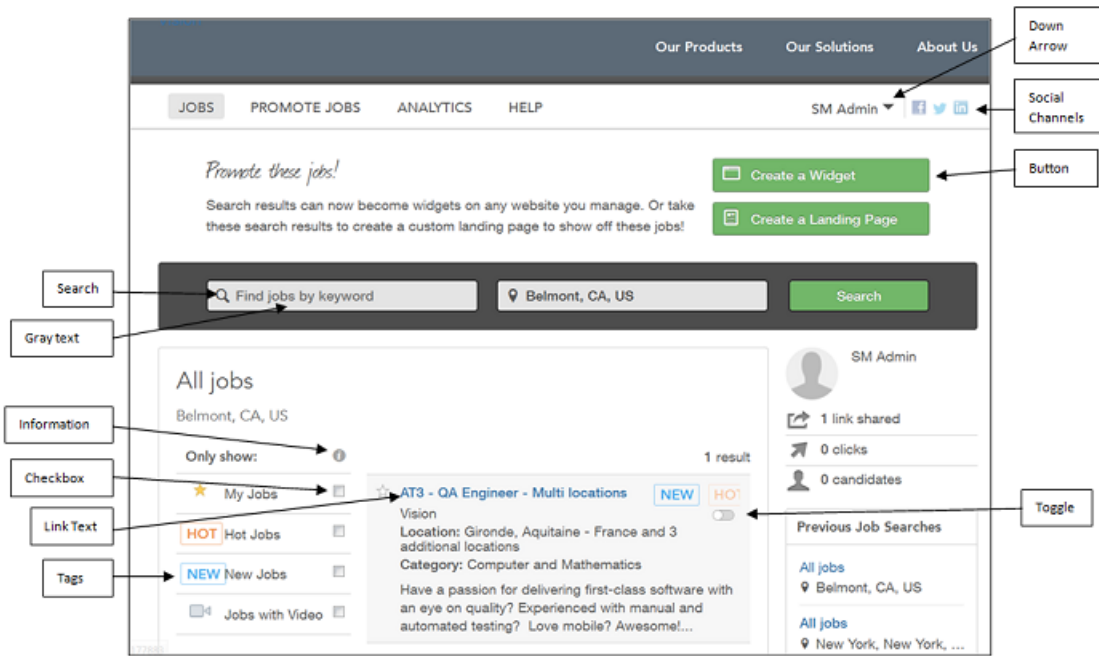 Down
Arrow
Our Products Our Solutions About Us
JOBS PROMOTE JOBS ANALYTICS HELP
SM Admin
Social
Channels
Promote these jobs!
Search results can now become widgets on any website you manage. Or take
these search results to create a custom landing page to show off these jobs!
Create a Widget
Button
Create a Landing Page
Search
Find jobs by keyword
Belmont, CA, US
Search
Gray text
All jobs
Belmont, CA, US
SM Admin
1 link shared
0 clicks
0 candidates
Information
Only show:
1 result
Checkbox
My Jobs
AT3 - QA Engineer - Multi locations
NEW
HOT
Vision
Toggle
Link Text
HOT Hot Jobs
Location: Gironde, Aquitaine - France and 3
additional locations
Category: Computer and Mathematics
Previous Job Searches
Tags
NEW New Jobs
Have a passion for delivering first-class software with
an eye on quality? Experienced with manual and
automated testing? Love mobile? Awesome!...
Jobs with Video
All jobs
Belmont, CA, US
All jobs
New York, New York, ...